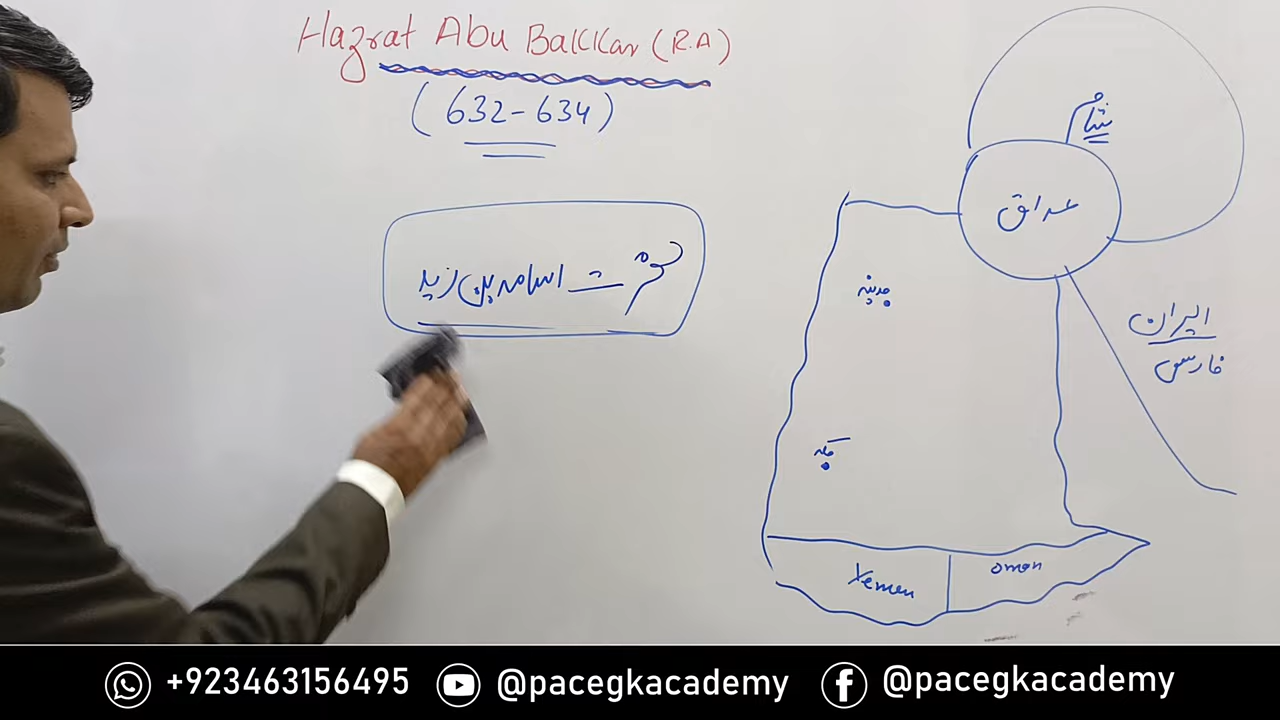 Hazrat Abu Bakkar (R.A)
(632-634)
اسامہ بن زید
شام
عراق
مدینہ
ایران
فارس
مکہ
Yemen
oman
+923463156495 @pacegkacademy @pacegkacademy